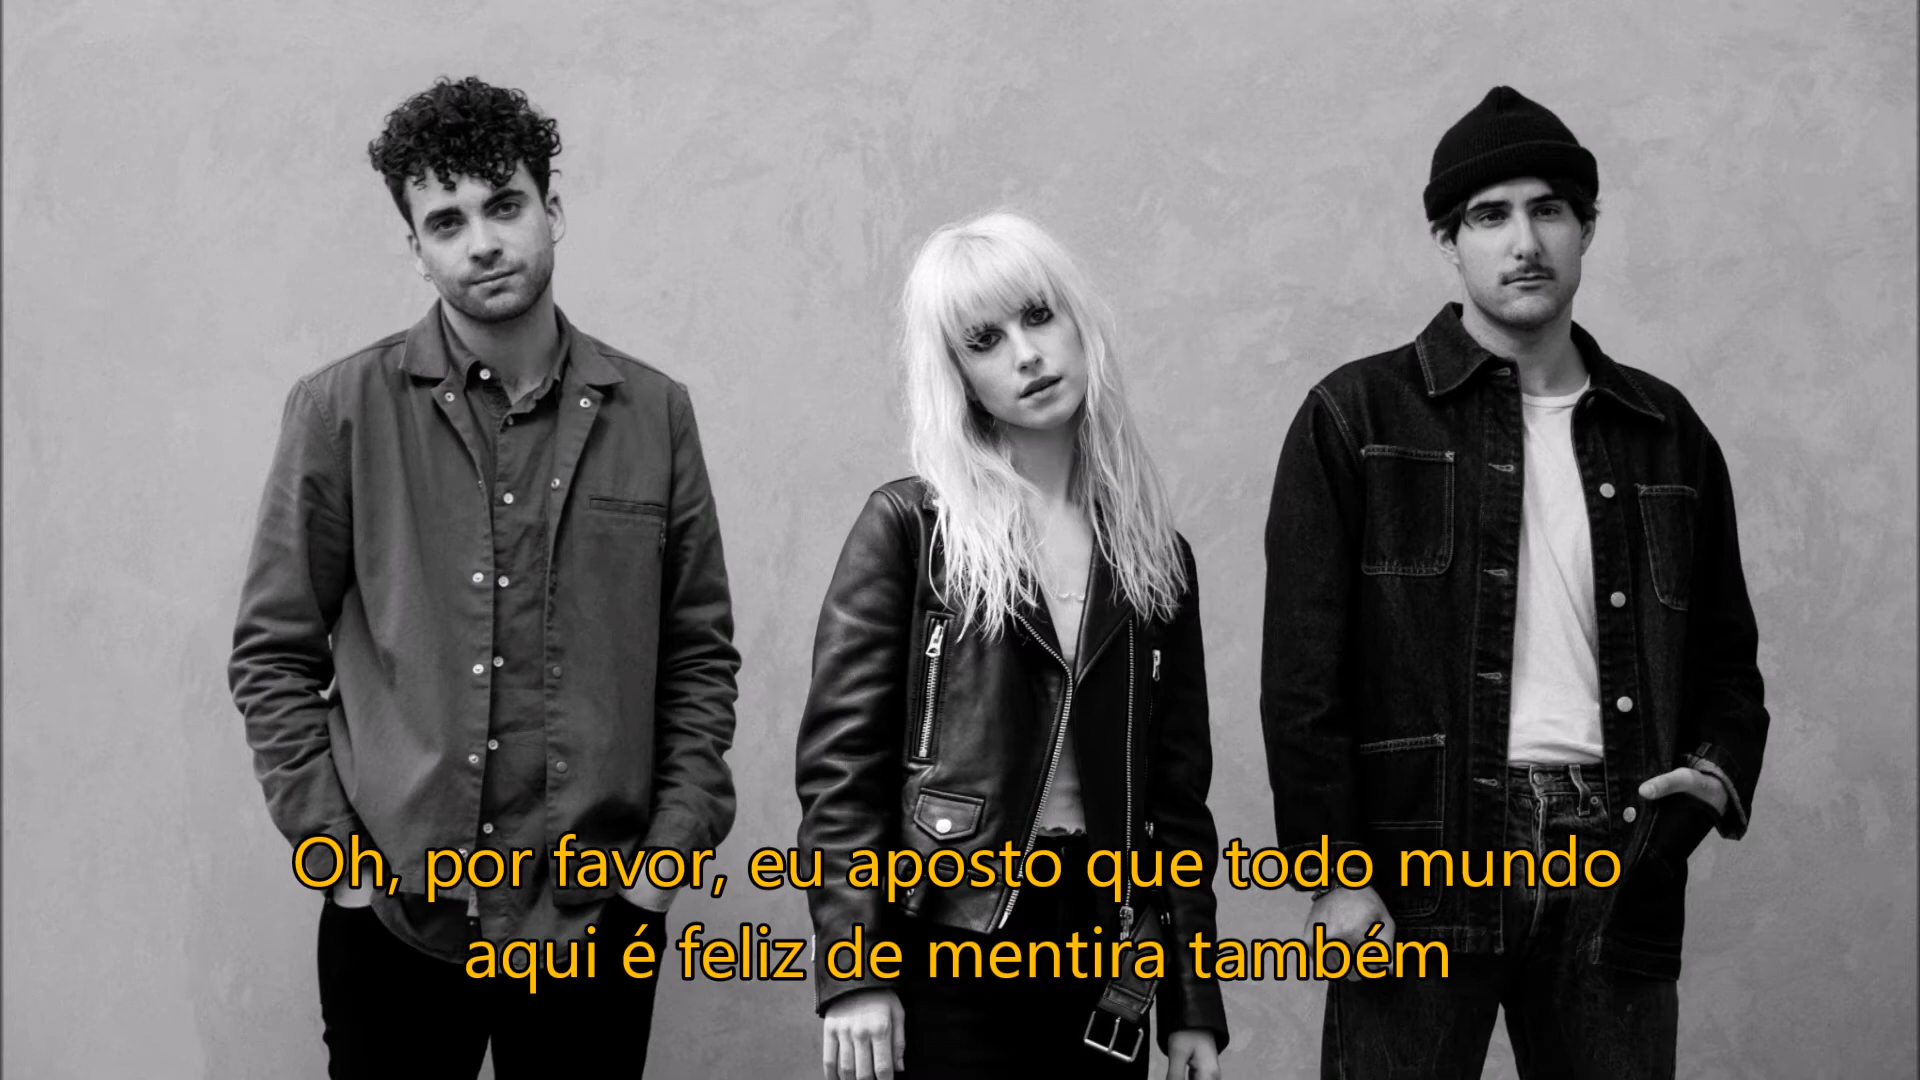 Oh, por favor, eu aposto que todo mundo
aqui é feliz de mentira também